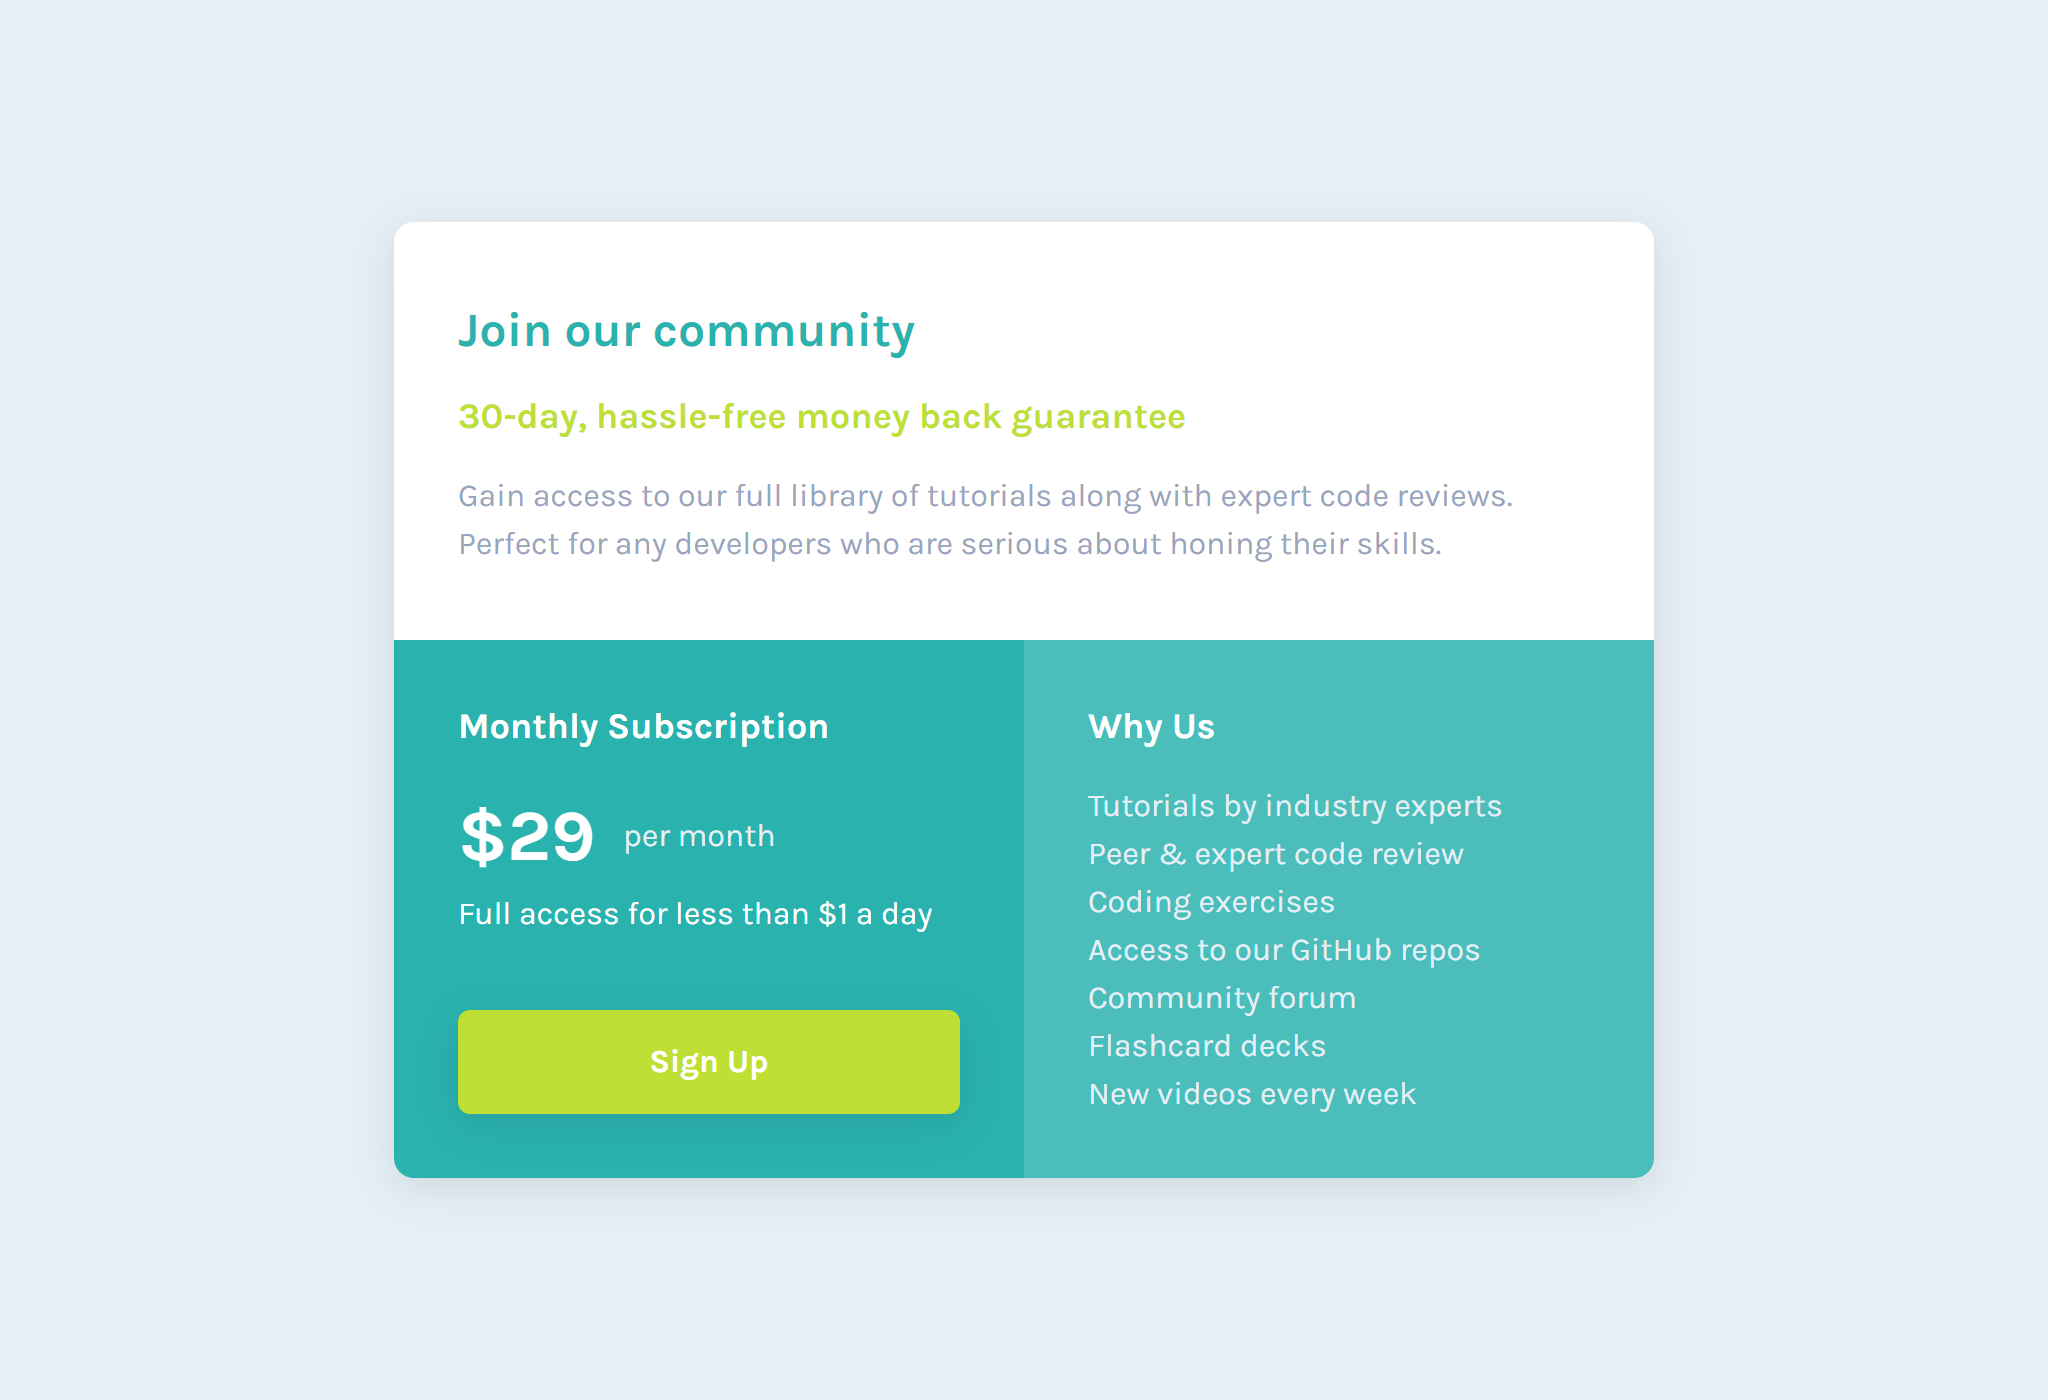 Join our community
30-day, hassle-free money back guarantee
Gain access to our full library of tutorials along with expert code reviews.
Perfect for any developers who are serious about honing their skills.
Monthly Subscription
$29 per month
Full access for less than $1 a day
Sign Up
Why Us
Tutorials by industry experts
Peer & expert code review
Coding exercises
Access to our GitHub repos
Community forum
Flashcard decks
New videos every week